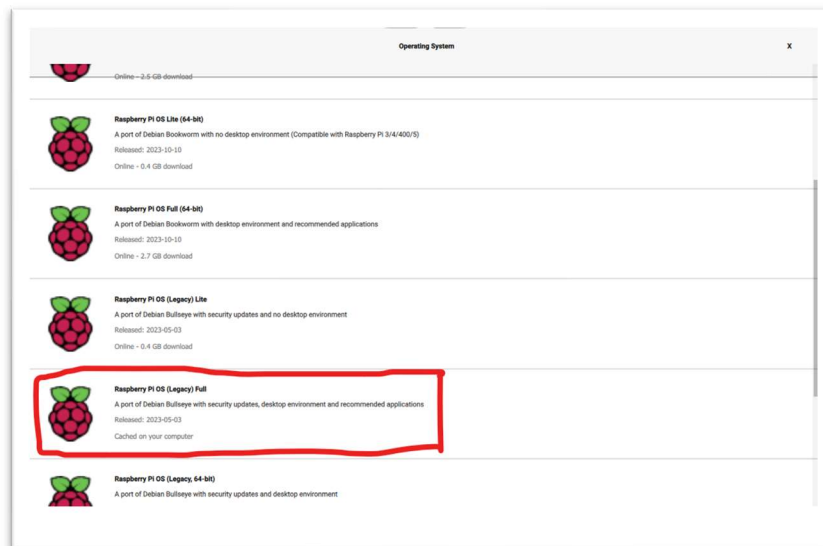 Operating System
X
Online - 2.5 GB download
Raspberry Pi OS Lite (64-bit)
A port of Debian Bookworm with no desktop environment (Compatible with Raspberry Pi 3/4/400/5)
Released: 2023-10-10
Online - 0.4 GB download
Raspberry Pi OS Full (64-bit)
A port of Debian Bookworm with desktop environment and recommended applications
Released: 2023-10-10
Online - 2.7 GB download
Raspberry Pi OS (Legacy) Lite
A port of Debian Bullseye with security updates and no desktop environment
Released: 2023-05-03
Online - 0.4 GB download
Raspberry Pi OS (Legacy) Full
A port of Debian Bullseye with security updates, desktop environment and recommended applications
Released: 2023-05-03
Cached on your computer
Raspberry Pi OS (Legacy, 64-bit)
A port of Debian Bullseye with security updates and desktop environment